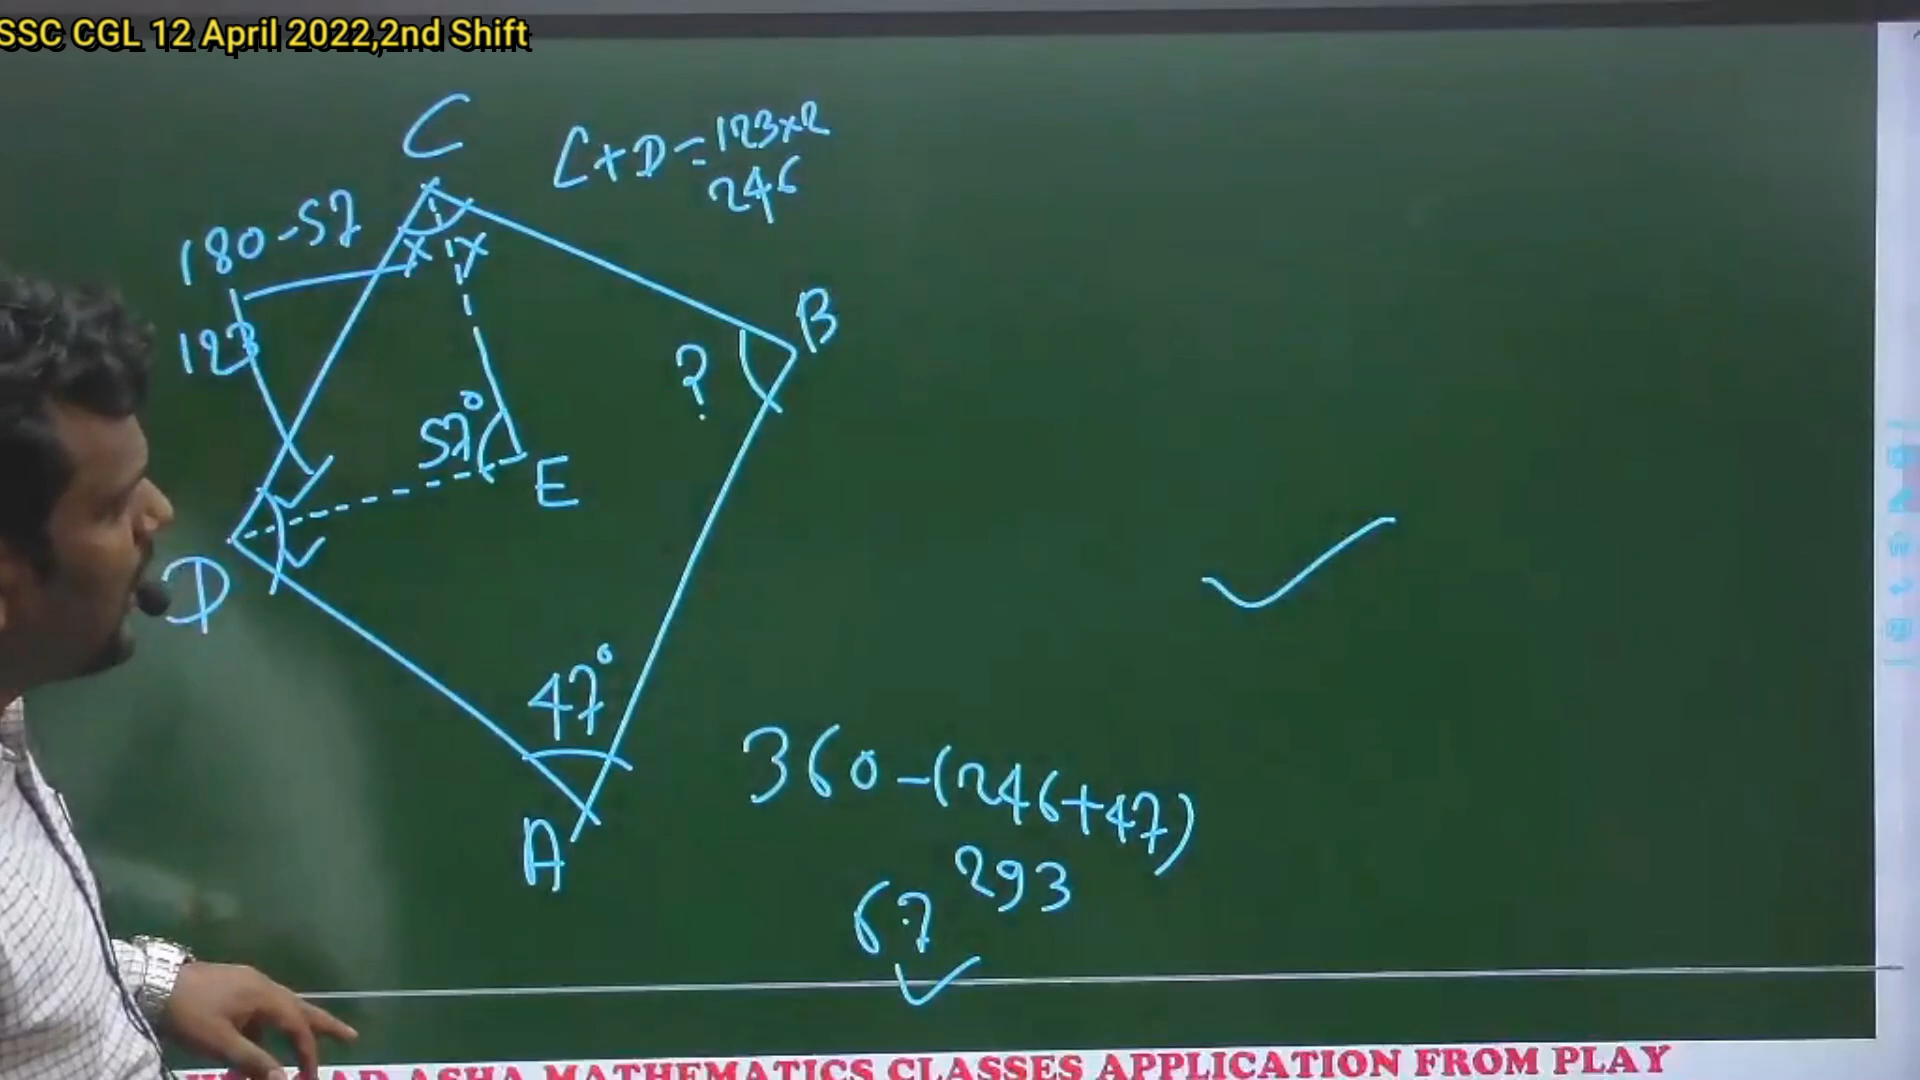 SSC CGL 12 April 2022,2nd Shift
C
C+D=123×2
246
180-57
123
x x
B
?
57°
E
D
47°
A
360-(246+47)
293
67
ASHA MATHEMATICS CLASSES APPLICATION FROM PLAY